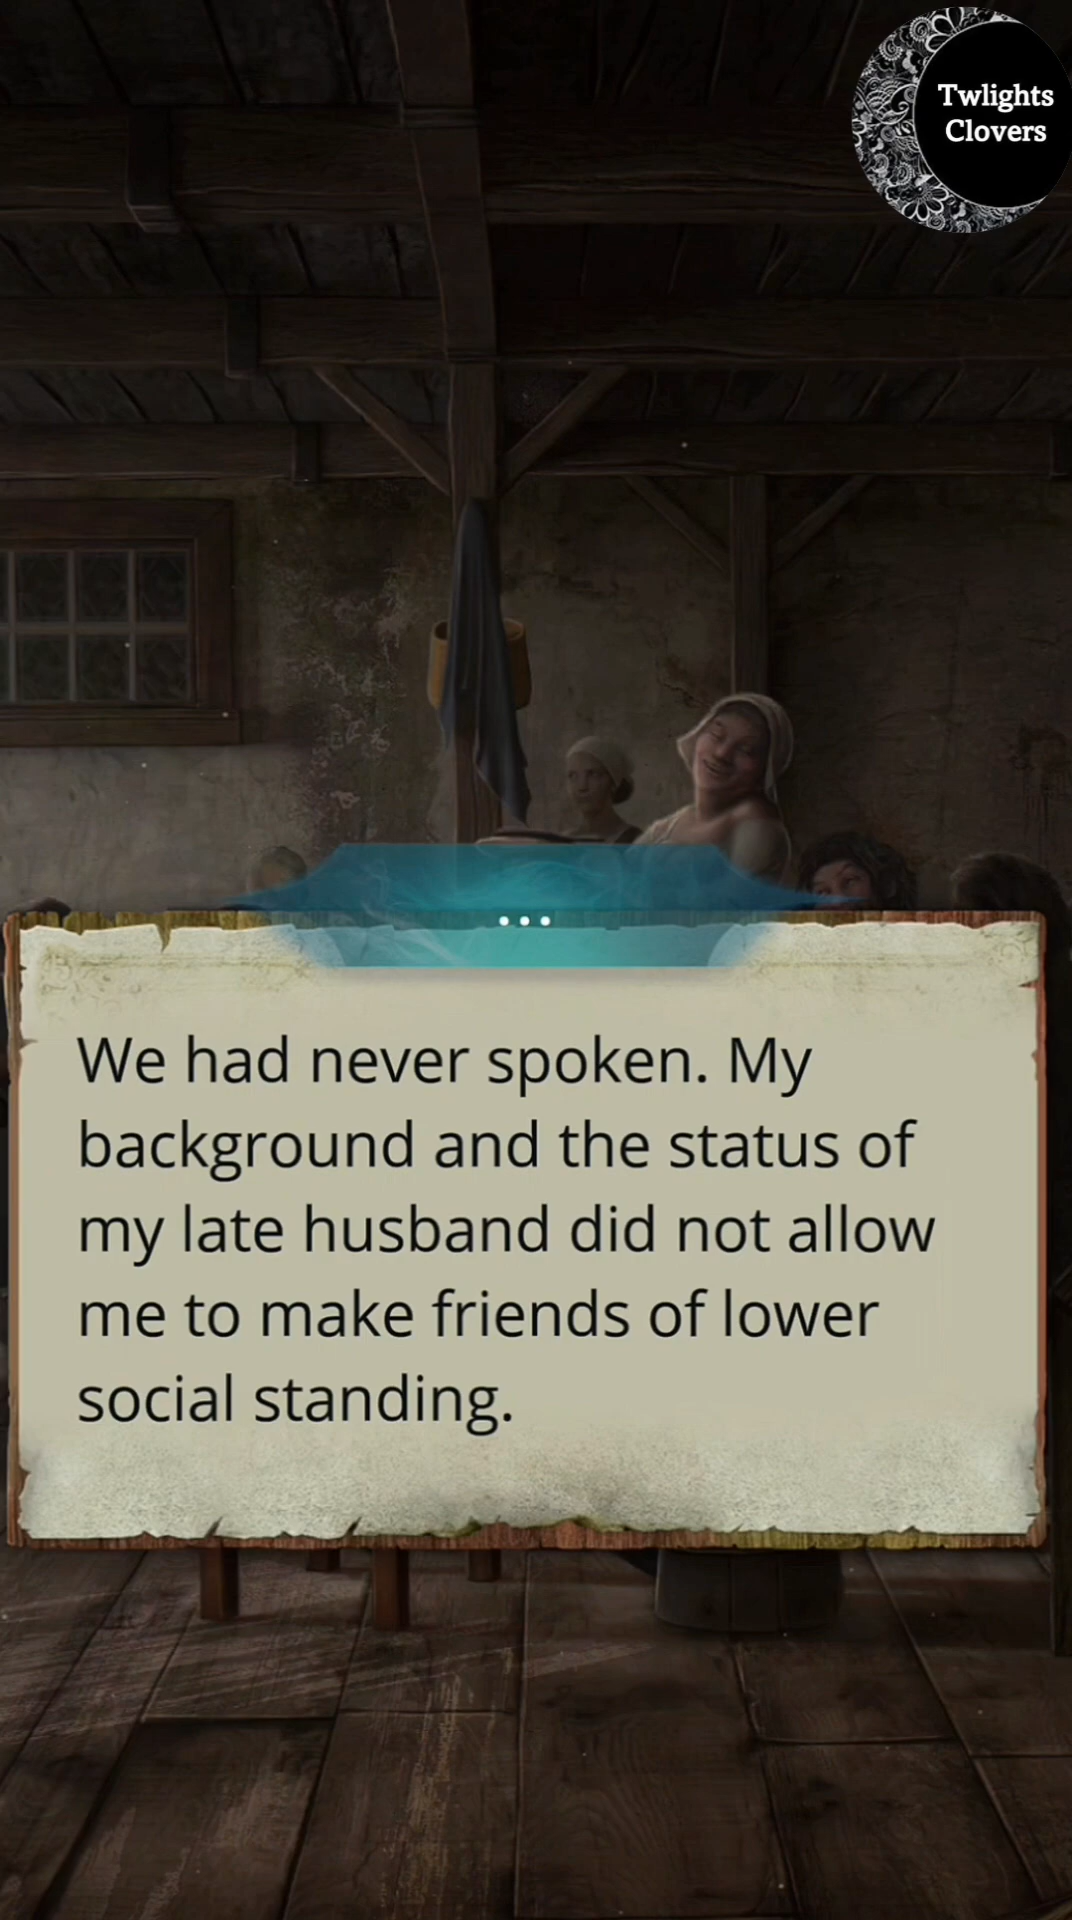 Twlights
Clovers
...
We had never spoken. My
background and the status of
my late husband did not allow
me to make friends of lower
social standing.